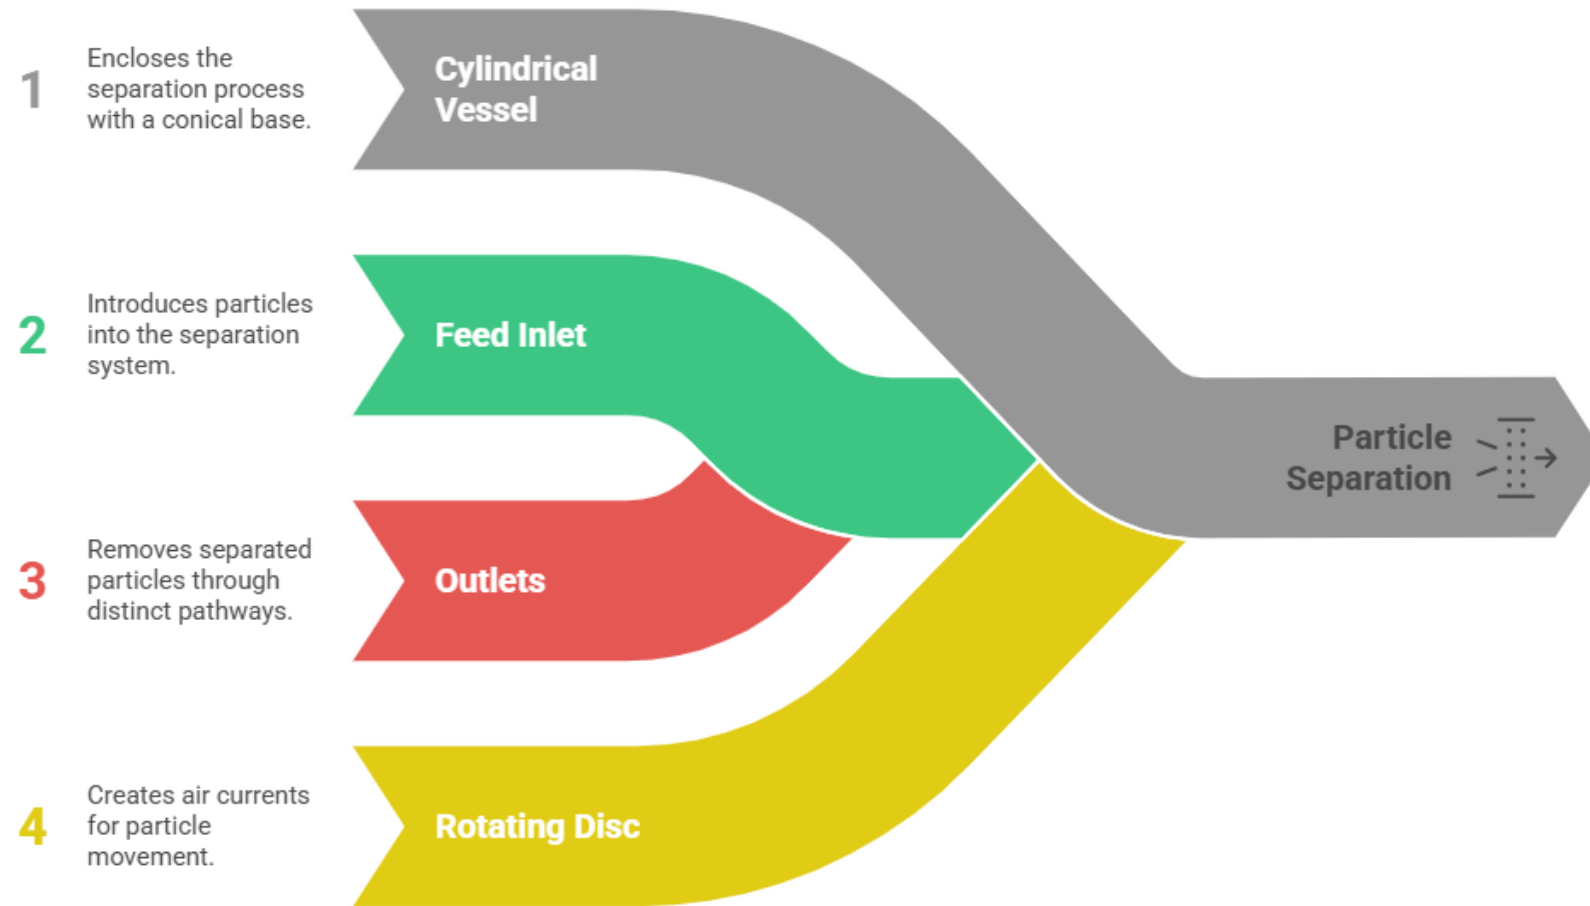 1
Encloses the
separation process
with a conical base.
Cylindrical
Vessel
2
Introduces particles
into the separation
system.
Feed Inlet
3
Removes separated
particles through
distinct pathways.
Outlets
4
Creates air currents
for particle
movement.
Rotating Disc
Particle
Separation